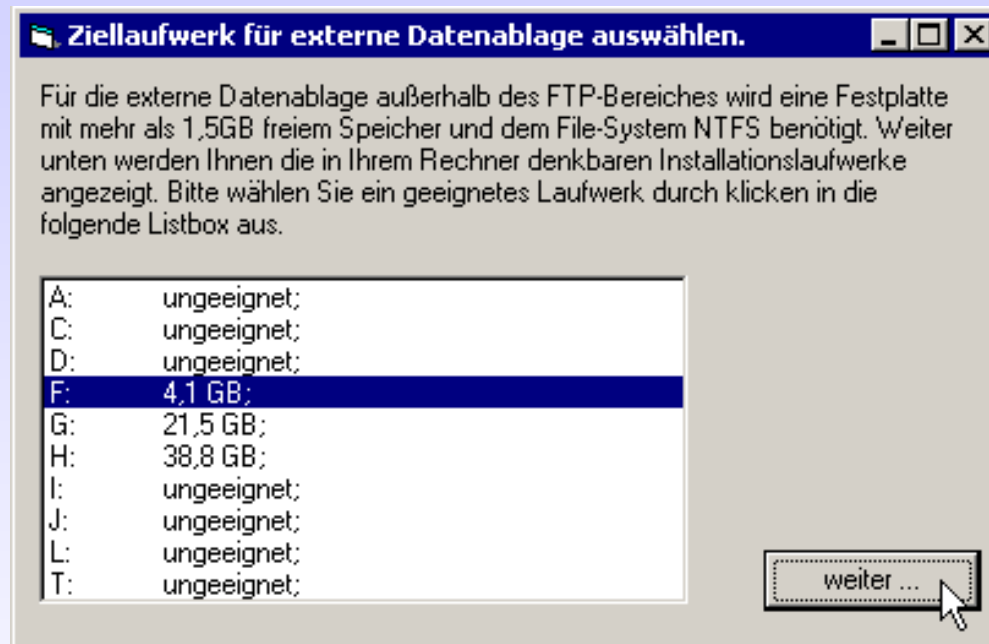 Ziellaufwerk für externe Datenablage auswählen.
Für die externe Datenablage außerhalb des FTP-Bereiches wird eine Festplatte
mit mehr als 1,5GB freiem Speicher und dem File-System NTFS benötigt. Weiter
unten werden Ihnen die in Ihrem Rechner denkbaren Installationslaufwerke
angezeigt. Bitte wählen Sie ein geeignetes Laufwerk durch klicken in die
folgende Listbox aus.
A: ungeeignet;
C: ungeeignet;
D: ungeeignet;
F: 4,1 GB;
G: 21,5 GB;
H: 38,8 GB;
I: ungeeignet;
J: ungeeignet;
L: ungeeignet;
T: ungeeignet;
weiter ...